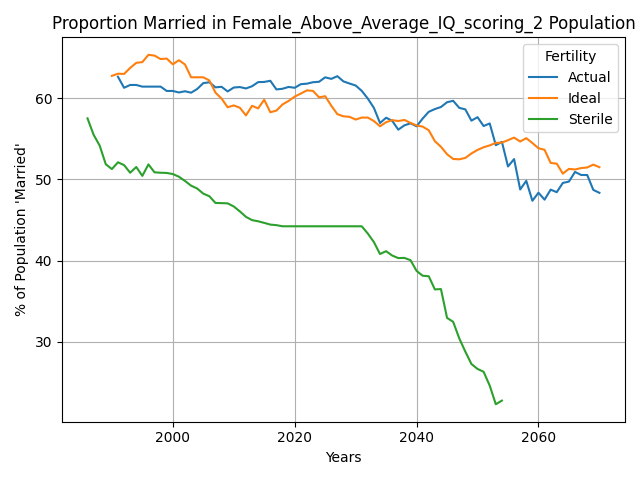 Proportion Married in Female_Above_Average_IQ_scoring_2 Population
% of Population 'Married'
60
50
40
30
Fertility
Actual
Ideal
Sterile
2000
2020
2040
2060
Years